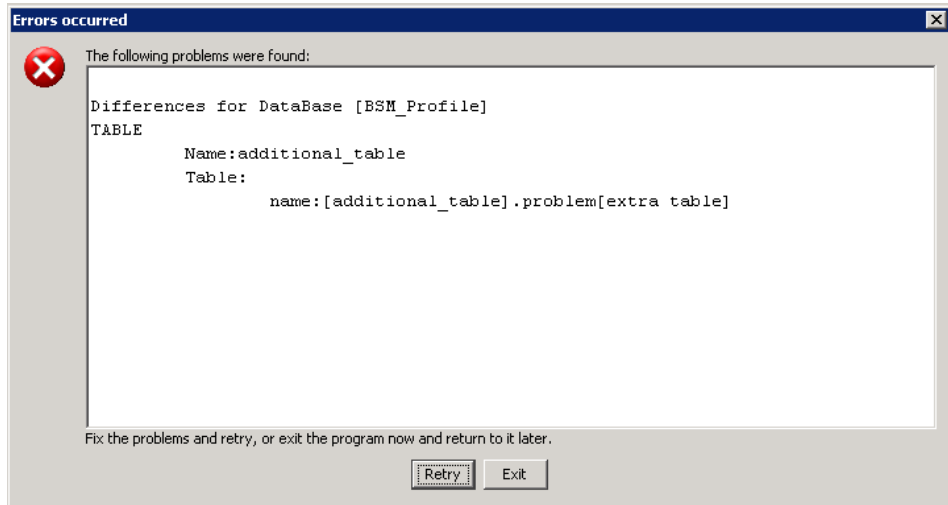 Errors occurred
The following problems were found:
Differences for DataBase [BSM_Profile]
TABLE
Name:additional_table
Table:
name:[additional_table].problem[extra table]
Fix the problems and retry, or exit the program now and return to it later.
Retry Exit